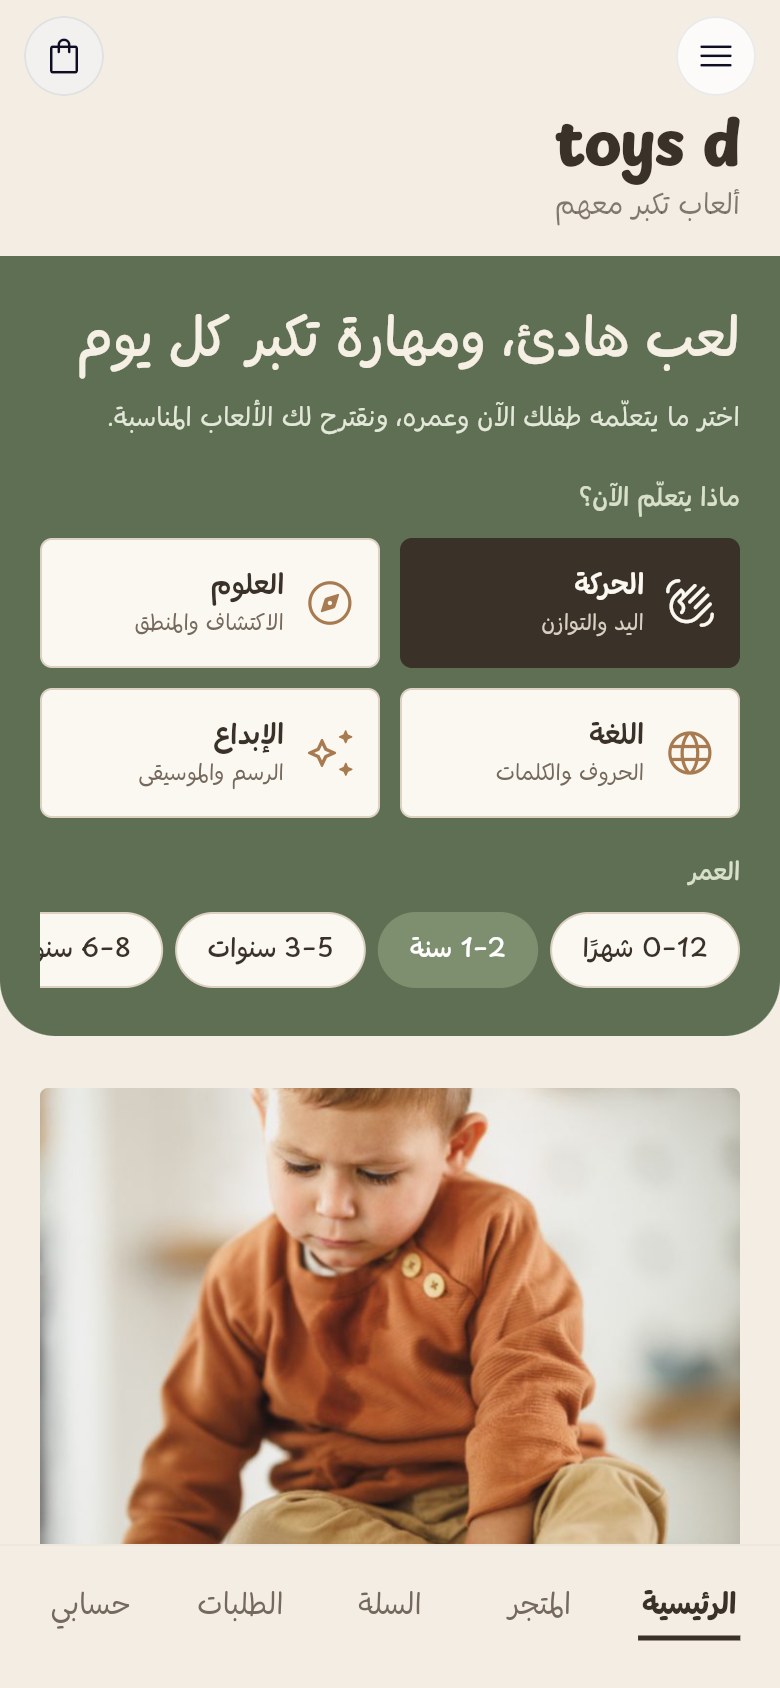 toys d
ألعاب تكبر معهم
لعب هادئ، ومهارة تكبر كل يوم
اختر ما يتعلّمه طفلك الآن وعمره، ونقترح لك الألعاب المناسبة.
ماذا يتعلّم الآن؟
الحركة
اليد والتوازن
العلوم
الاكتشاف والمنطق
اللغة
الحروف والكلمات
الإبداع
الرسم والموسيقى
العمر
0-12 شهرًا
1-2 سنة
3-5 سنوات
6-8 سنو
الرئيسية
المتجر
السلة
الطلبات
حسابي